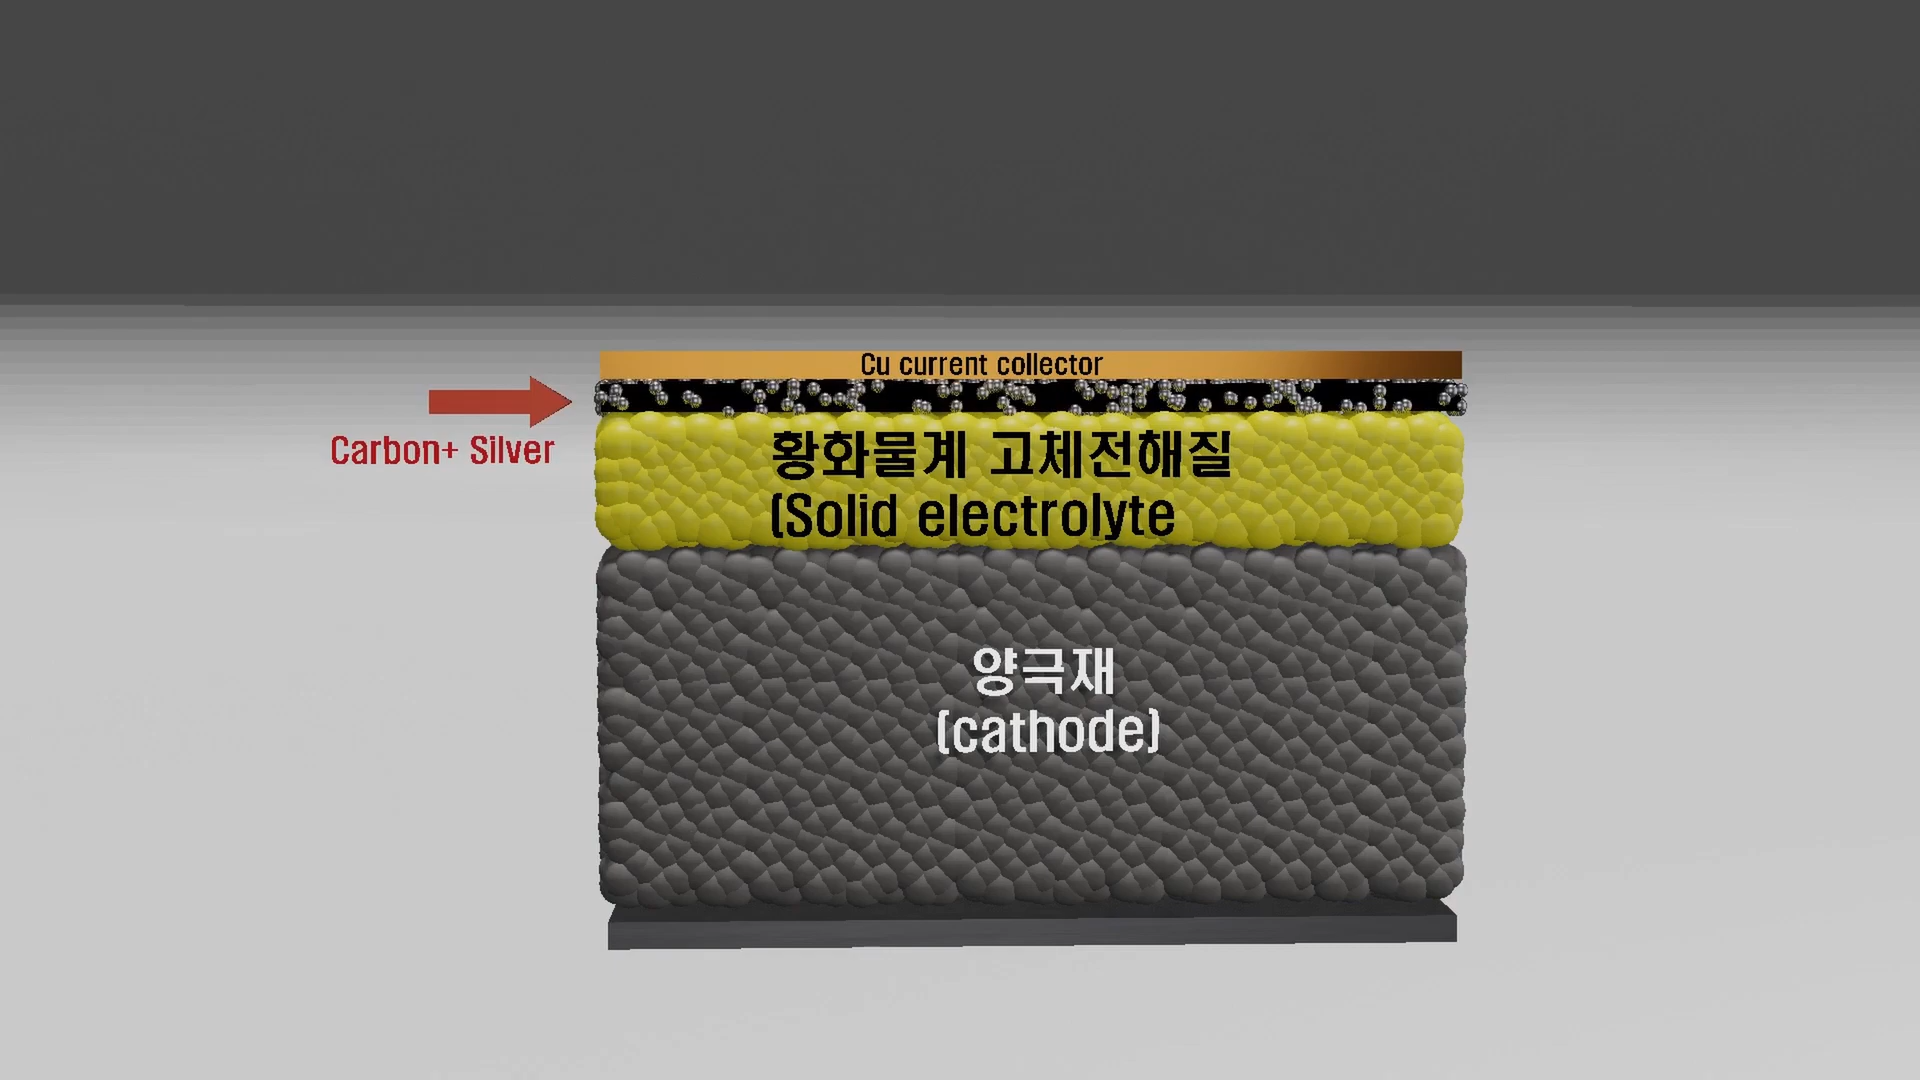 Cu current collector
Carbon+ Silver
황화물계 고체전해질
(Solid electrolyte
양극재
(cathode)